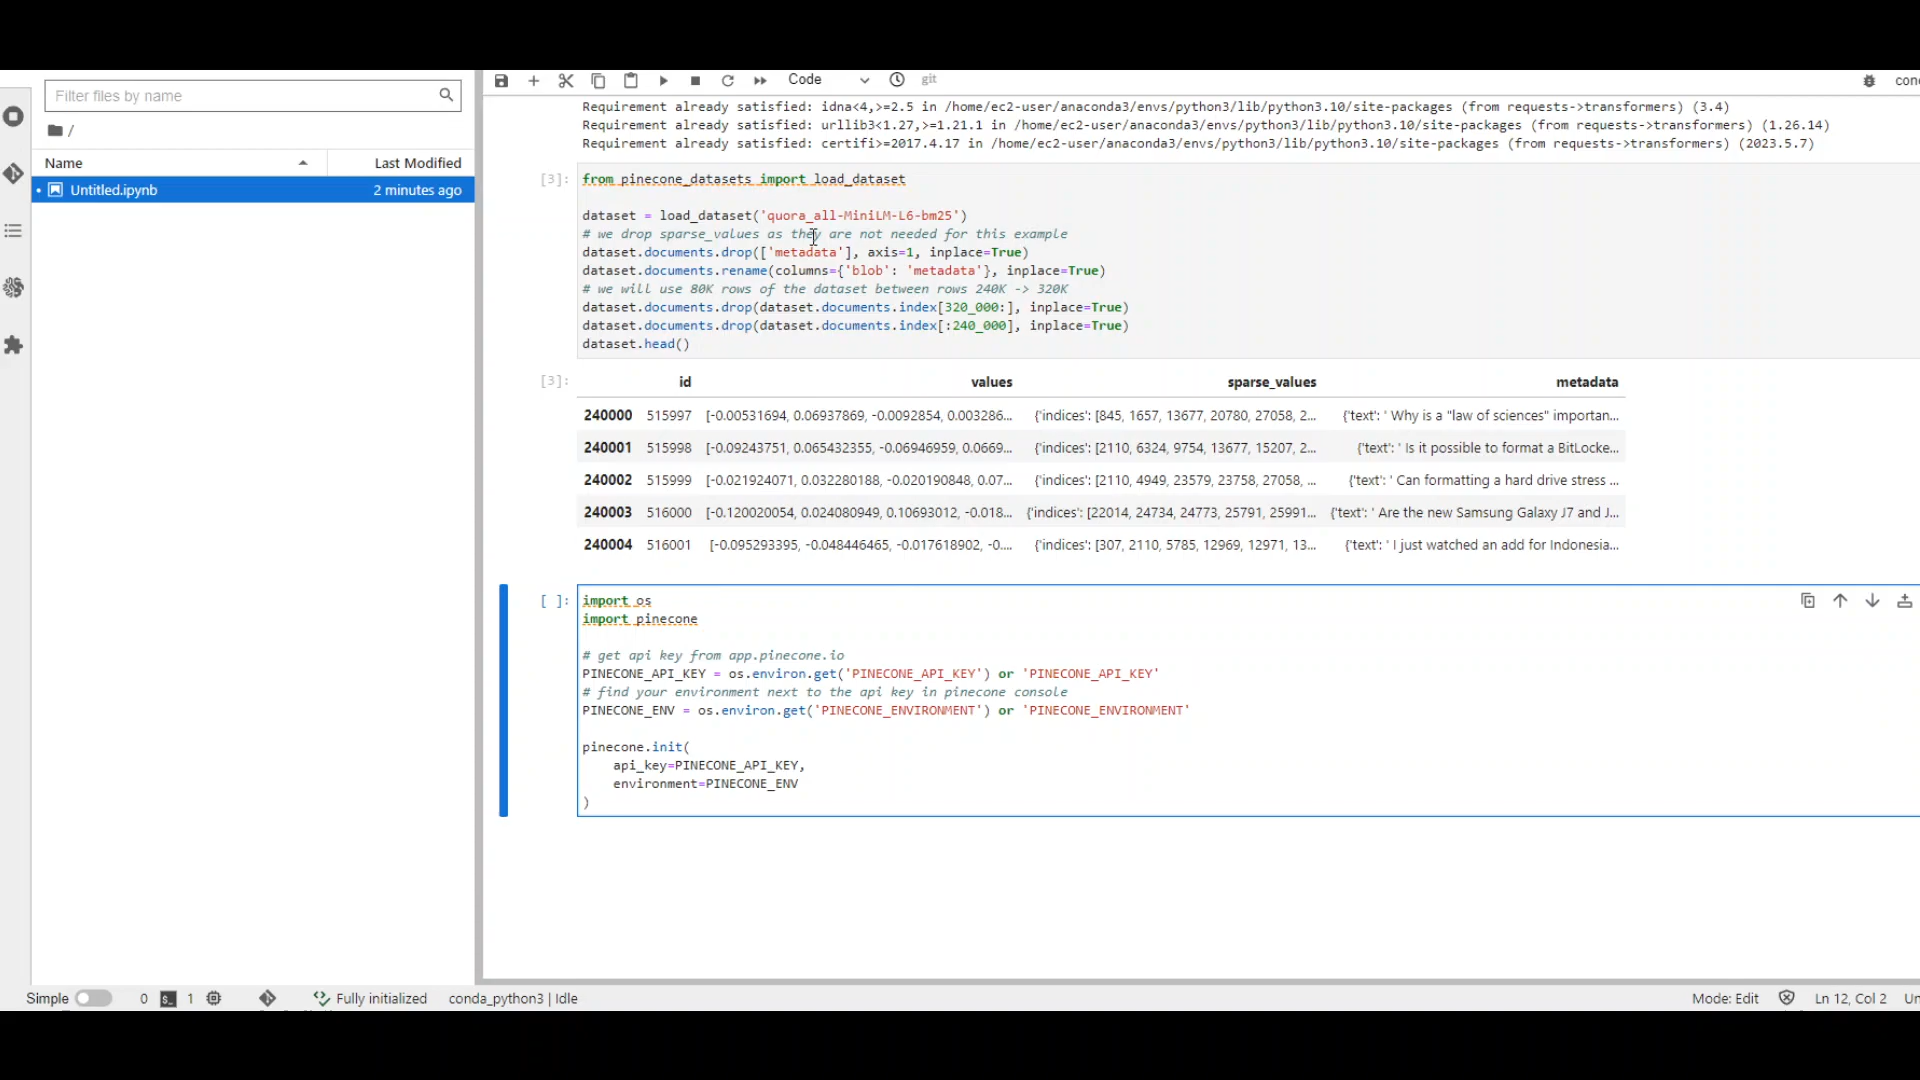 Filter files by name
/
Name Last Modified
Untitled.ipynb 2 minutes ago
Code git
Requirement already satisfied: idna<4,>=2.5 in /home/ec2-user/anaconda3/envs/python3/lib/python3.10/site-packages (from requests->transformers) (3.4)
Requirement already satisfied: urllib3<1.27,>=1.21.1 in /home/ec2-user/anaconda3/envs/python3/lib/python3.10/site-packages (from requests->transformers) (1.26.14)
Requirement already satisfied: certifi>=2017.4.17 in /home/ec2-user/anaconda3/envs/python3/lib/python3.10/site-packages (from requests->transformers) (2023.5.7)
[3]: from pinecone_datasets import load_dataset
dataset = load_dataset('quora_all-MiniLM-L6-bm25')
# we drop sparse_values as they are not needed for this example
dataset.documents.drop(['metadata'], axis=1, inplace=True)
dataset.documents.rename(columns={'blob': 'metadata'}, inplace=True)
# we will use 80K rows of the dataset between rows 240K -> 320K
dataset.documents.drop(dataset.documents.index[320_000:], inplace=True)
dataset.documents.drop(dataset.documents.index[:240_000], inplace=True)
dataset.head()
[3]: id values sparse_values metadata
240000 515997 [-0.00531694, 0.06937869, -0.0092854, 0.003286... {'indices': [845, 1657, 13677, 20780, 27058, 2... {'text': ' Why is a "law of sciences" importan...
240001 515998 [-0.09243751, 0.065432355, -0.06946959, 0.0669... {'indices': [2110, 6324, 9754, 13677, 15207, 2... {'text': ' Is it possible to format a BitLocke...
240002 515999 [-0.021924071, 0.032280188, -0.020190848, 0.07... {'indices': [2110, 4949, 23579, 23758, 27058, ... {'text': ' Can formatting a hard drive stress ...
240003 516000 [-0.120020054, 0.024080949, 0.10693012, -0.018... {'indices': [22014, 24734, 24773, 25791, 25991... {'text': ' Are the new Samsung Galaxy J7 and J...
240004 516001 [-0.095293395, -0.048446465, -0.017618902, -0.... {'indices': [307, 2110, 5785, 12969, 12971, 13... {'text': ' I just watched an add for Indonesia...
[ ]: import os
import pinecone
# get api key from app.pinecone.io
PINECONE_API_KEY = os.environ.get('PINECONE_API_KEY') or 'PINECONE_API_KEY'
# find your environment next to the api key in pinecone console
PINECONE_ENV = os.environ.get('PINECONE_ENVIRONMENT') or 'PINECONE_ENVIRONMENT'
pinecone.init(
api_key=PINECONE_API_KEY,
environment=PINECONE_ENV
)
Simple 0 1 Fully initialized conda_python3 | Idle Mode: Edit Ln 12, Col 2